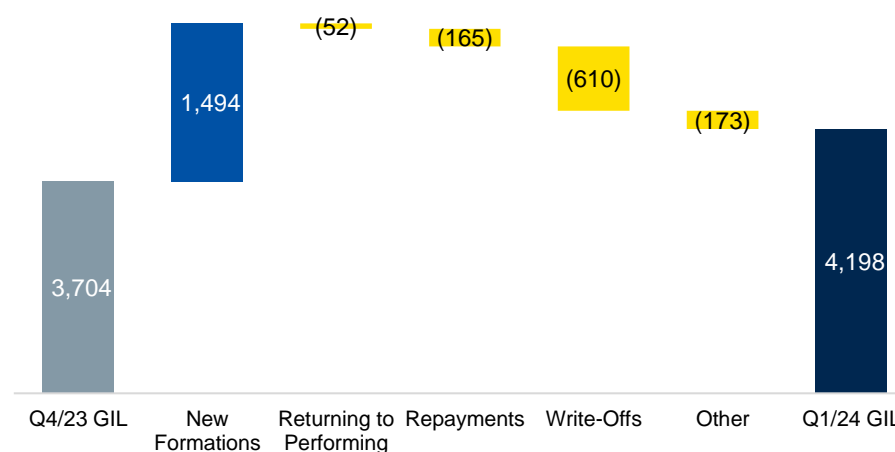 (52)
(165)
(610)
1,494
(173)
4,198
3,704
Q4/23 GIL
New
Formations
Returning to
Performing
Repayments
Write-Offs
Other
Q1/24 GIL